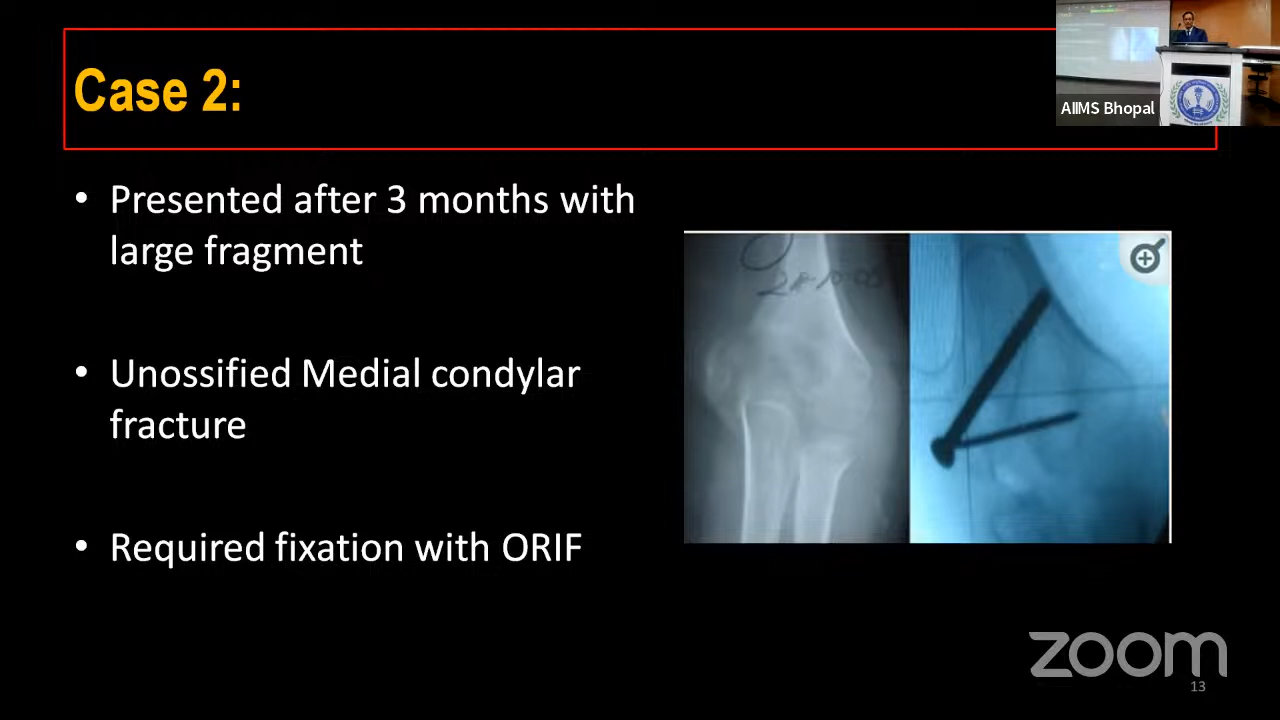 Case 2:
AIIMS Bhopal
• Presented after 3 months with
large fragment
• Unossified Medial condylar
fracture
• Required fixation with ORIF
zoom
13